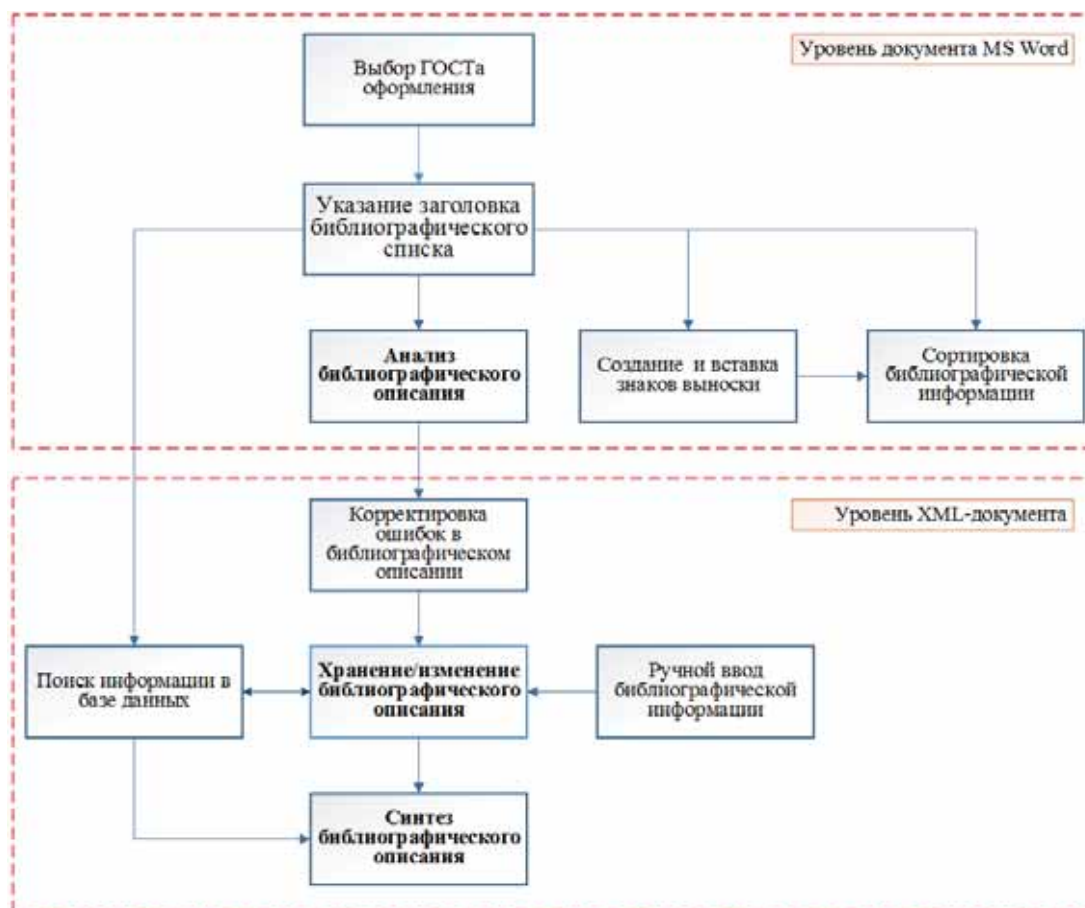 Уровень документа MS Word
Выбор ГОСТа
оформления
Указание заголовка
библиографического
списка
Анализ
библиографического
описания
Создание и вставка
знаков выноски
Сортировка
библиографической
информации
Уровень XML-документа
Корректировка
ошибок в
библиографическом
описании
Поиск информации в
базе данных
Хранение/изменение
библиографического
описания
Ручной ввод
библиографической
информации
Синтез
библиографического
описания